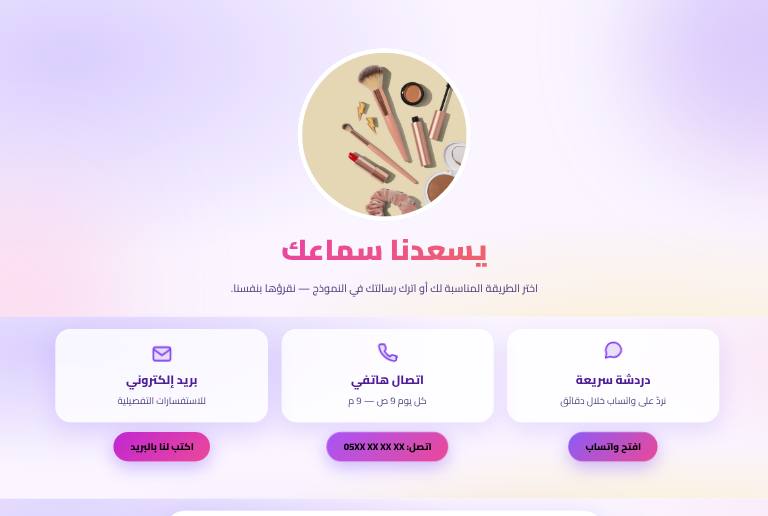 يسعدنا سماعك
اختر الطريقة المناسبة لك أو اترك رسالتك في النموذج — نقرؤها بنفسنا.
دردشة سريعة
نردّ على واتساب خلال دقائق
افتح واتساب
اتصال هاتفي
كل يوم 9 ص — 9 م
اتصل: 05XX XX XX XX
بريد إلكتروني
للاستفسارات التفصيلية
اكتب لنا بالبريد